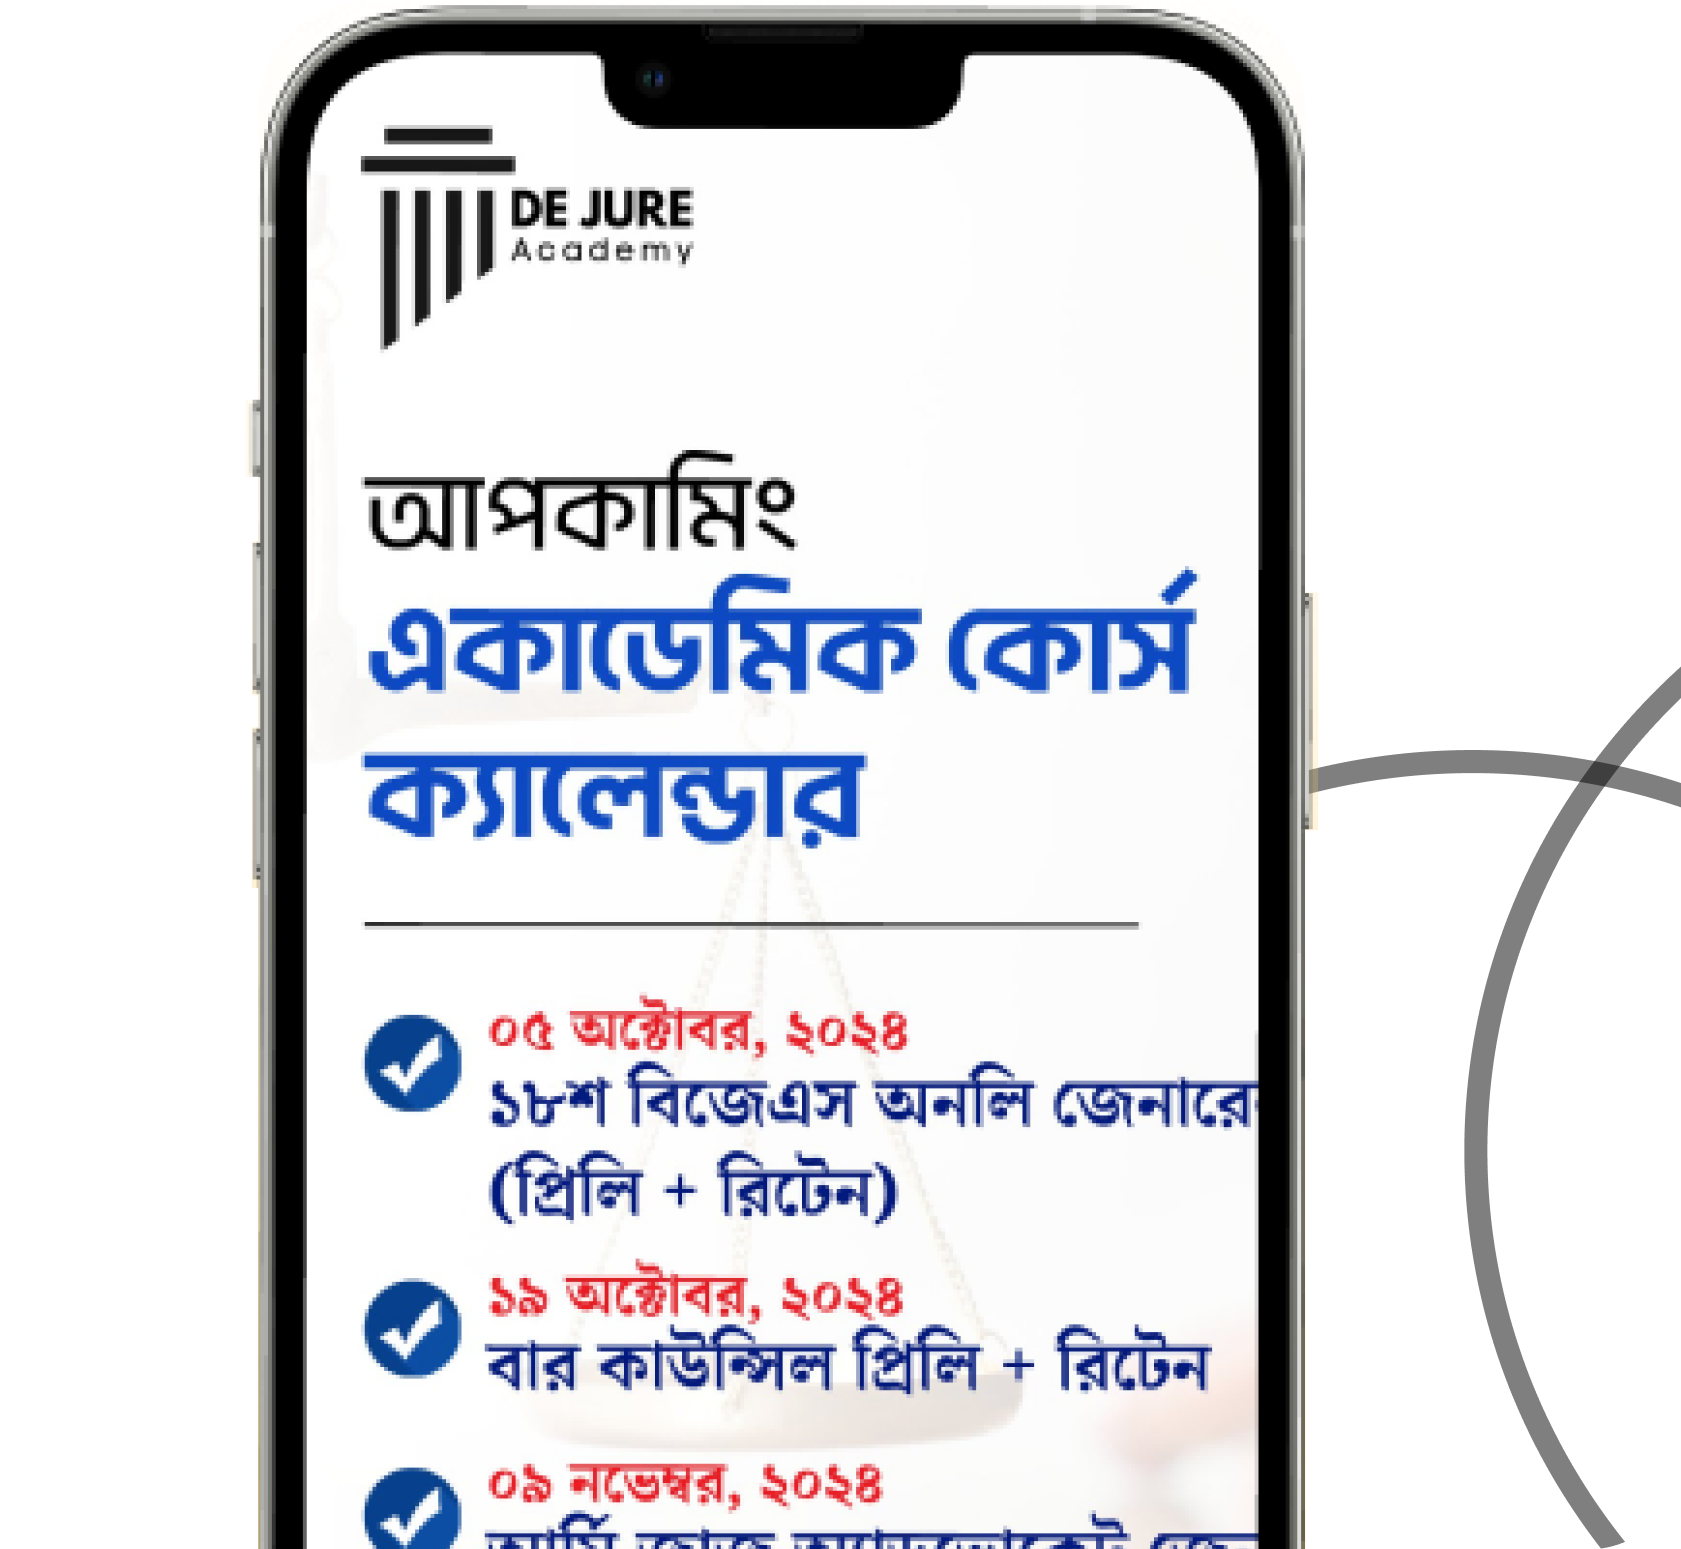 DE JURE
Academy
আপকামিং
একাডেমিক কোর্স
ক্যালেন্ডার
০৫ অক্টোবর, ২০২৪
১৮শ বিজেএস অনলি
(প্রিলি + রিটেন)
১৯ অক্টোবর, ২০২৪
বার কাউন্সিল প্রিলি + রিটেন
০৯ নভেম্বর, ২০২৪